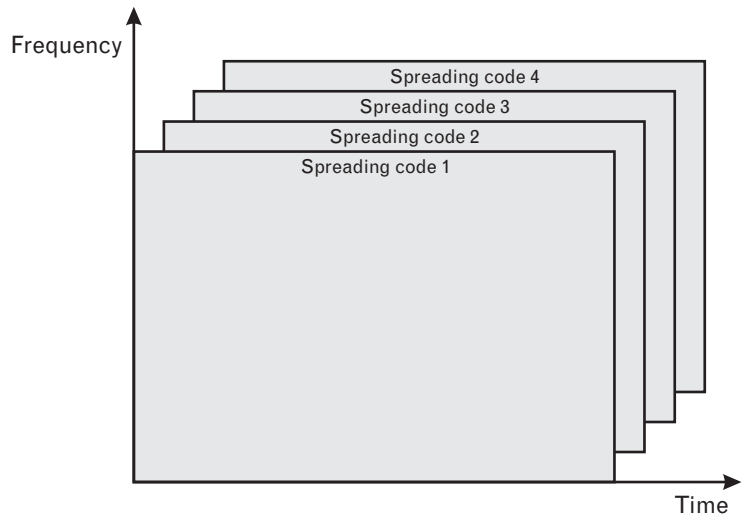 Frequency
Spreading code 4
Spreading code 3
Spreading code 2
Spreading code 1
Time